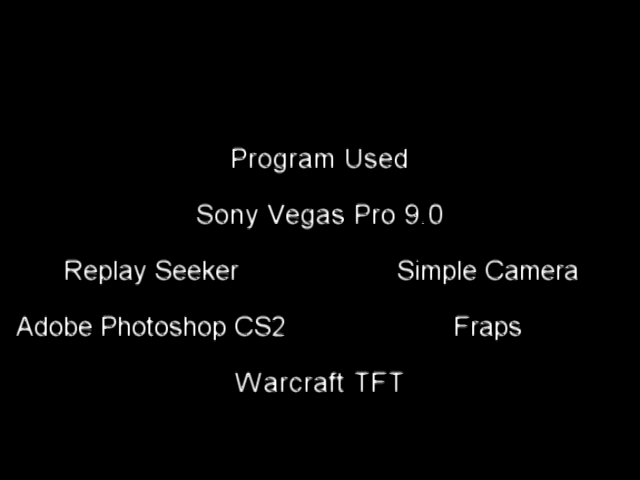 Program Used
Sony Vegas Pro 9.0
Replay Seeker Simple Camera
Adobe Photoshop CS2 Fraps
Warcraft TFT